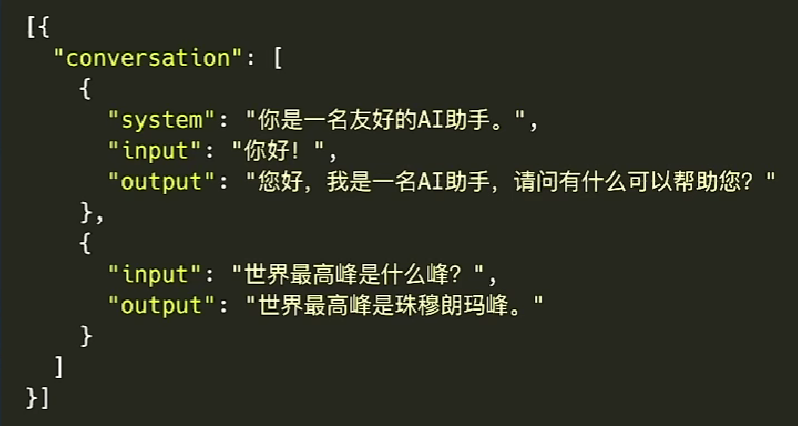 [{
  "conversation": [
    {
      "system": "你是一名友好的AI助手。",
      "input": "你好！",
      "output": "您好，我是一名AI助手，请问有什么可以帮助您？"
    },
    {
      "input": "世界最高峰是什么峰？",
      "output": "世界最高峰是珠穆朗玛峰。"
    }
  ]
}]